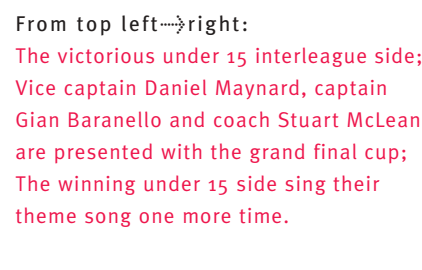 From top left┈›right:
The victorious under 15 interleague side;
Vice captain Daniel Maynard, captain
Gian Baranello and coach Stuart McLean
are presented with the grand final cup;
The winning under 15 side sing their
theme song one more time.